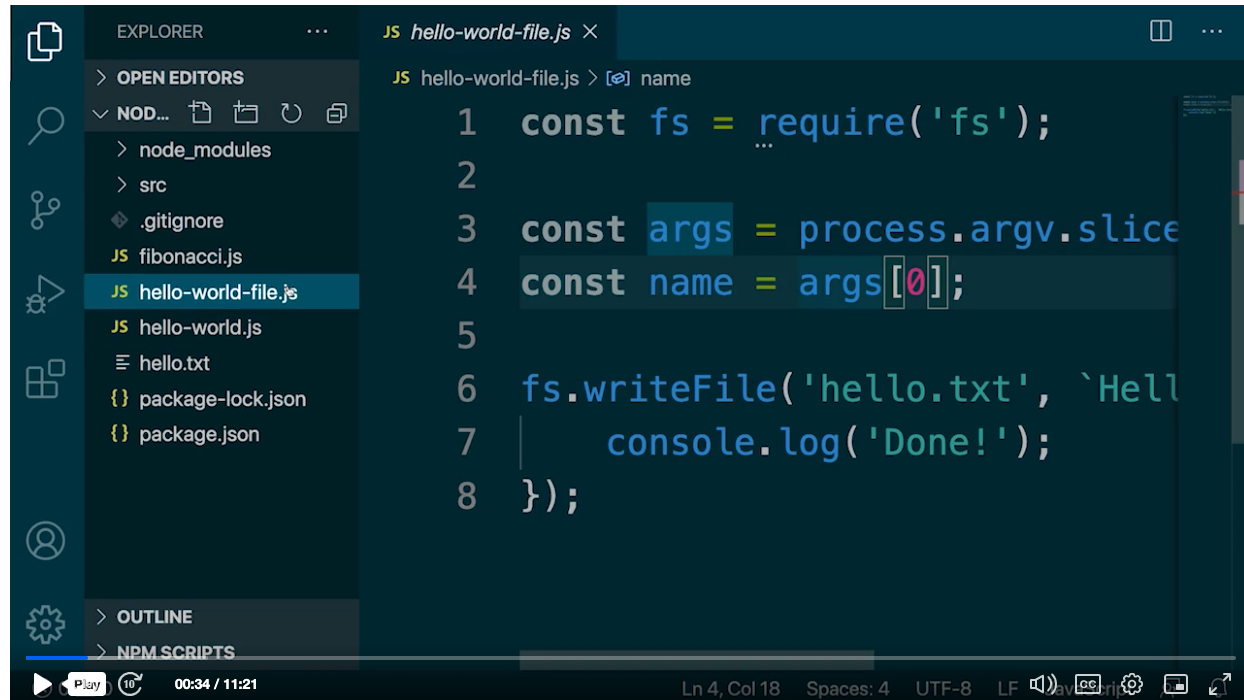 EXPLORER
OPEN EDITORS
NOD...
node_modules
src
.gitignore
JS fibonacci.js
JS hello-world-file.js
JS hello-world.js
hello.txt
{} package-lock.json
{} package.json
OUTLINE
NPM SCRIPTS
JS hello-world-file.js
JS hello-world-file.js > name
1 const fs = require('fs');
2
3 const args = process.argv.slice
4 const name = args[0];
5
6 fs.writeFile('hello.txt', `Hell
7 console.log('Done!');
8 });
Ln 4, Col 18 Spaces: 4 UTF-8 LF JavaScript
Play 10 00:34 / 11:21 CC